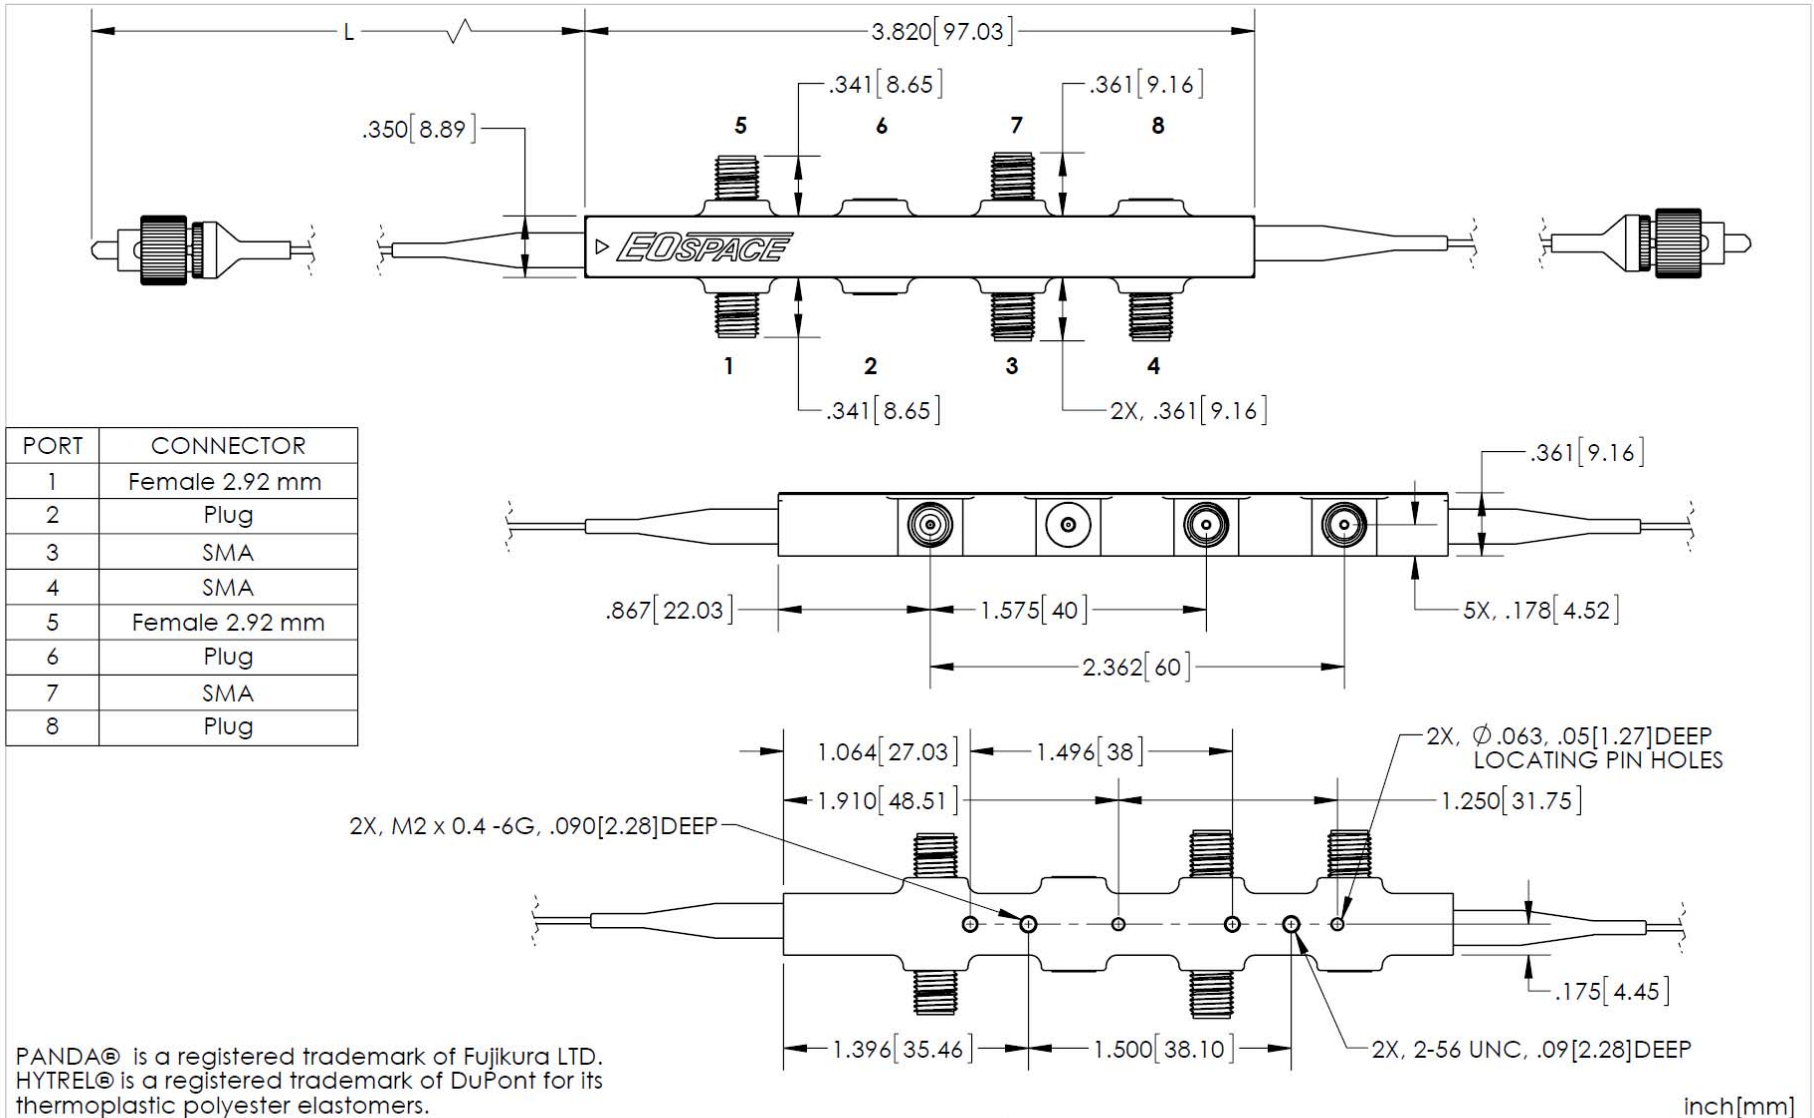 L
3.820[97.03]
.341[8.65]
.361[9.16]
.350[8.89]
5
6
7
8
EOSPACE
1
2
3
4
.341[8.65]
2X, .361[9.16]
PORT CONNECTOR
1 Female 2.92 mm
2 Plug
3 SMA
4 SMA
5 Female 2.92 mm
6 Plug
7 SMA
8 Plug
.361[9.16]
.867[22.03]
1.575[40]
5X, .178[4.52]
2.362[60]
1.064[27.03]
1.496[38]
2X, Ø.063, .05[1.27]DEEP
LOCATING PIN HOLES
1.910[48.51]
1.250[31.75]
2X, M2 x 0.4 -6G, .090[2.28]DEEP
.175[4.45]
1.396[35.46]
1.500[38.10]
2X, 2-56 UNC, .09[2.28]DEEP
PANDA® is a registered trademark of Fujikura LTD.
HYTREL® is a registered trademark of DuPont for its
thermoplastic polyester elastomers.
inch[mm]